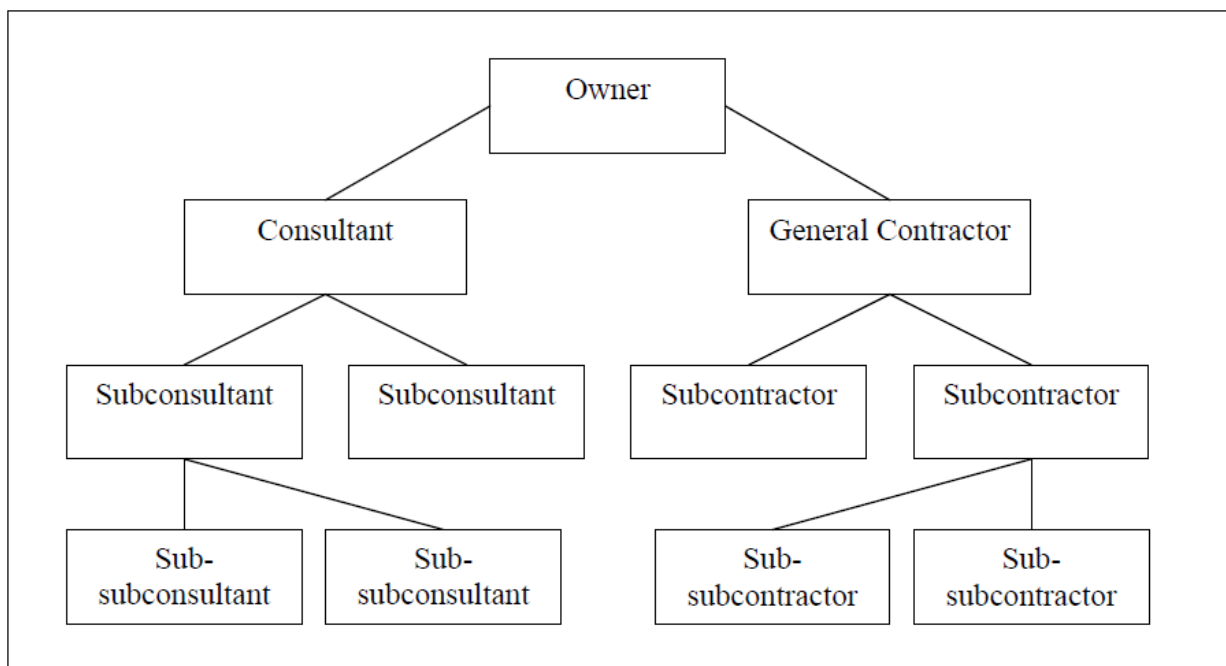 Owner
Consultant
General Contractor
Subconsultant
Subconsultant
Subcontractor
Subcontractor
Sub-
subconsultant
Sub-
subconsultant
Sub-
subcontractor
Sub-
subcontractor